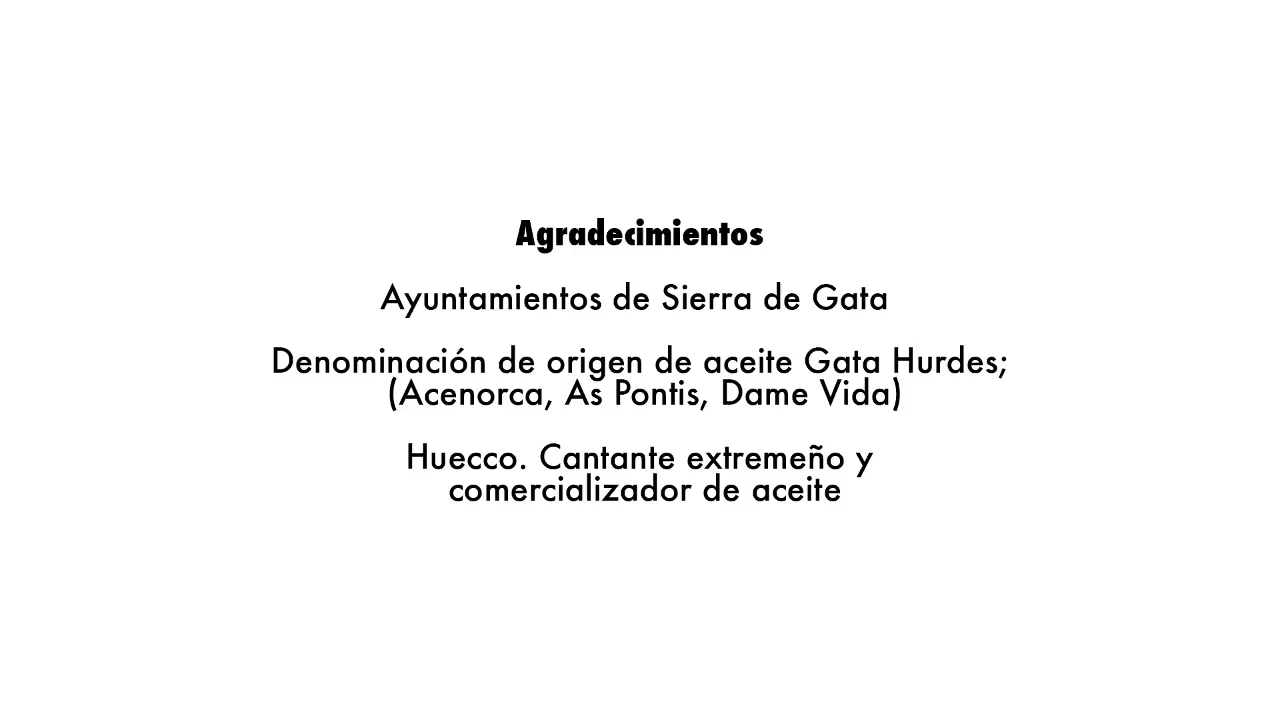 Agradecimientos
Ayuntamientos de Sierra de Gata
Denominación de origen de aceite Gata Hurdes;
(Acenorca, As Pontis, Dame Vida)
Huecco. Cantante extremeño y
comercializador de aceite